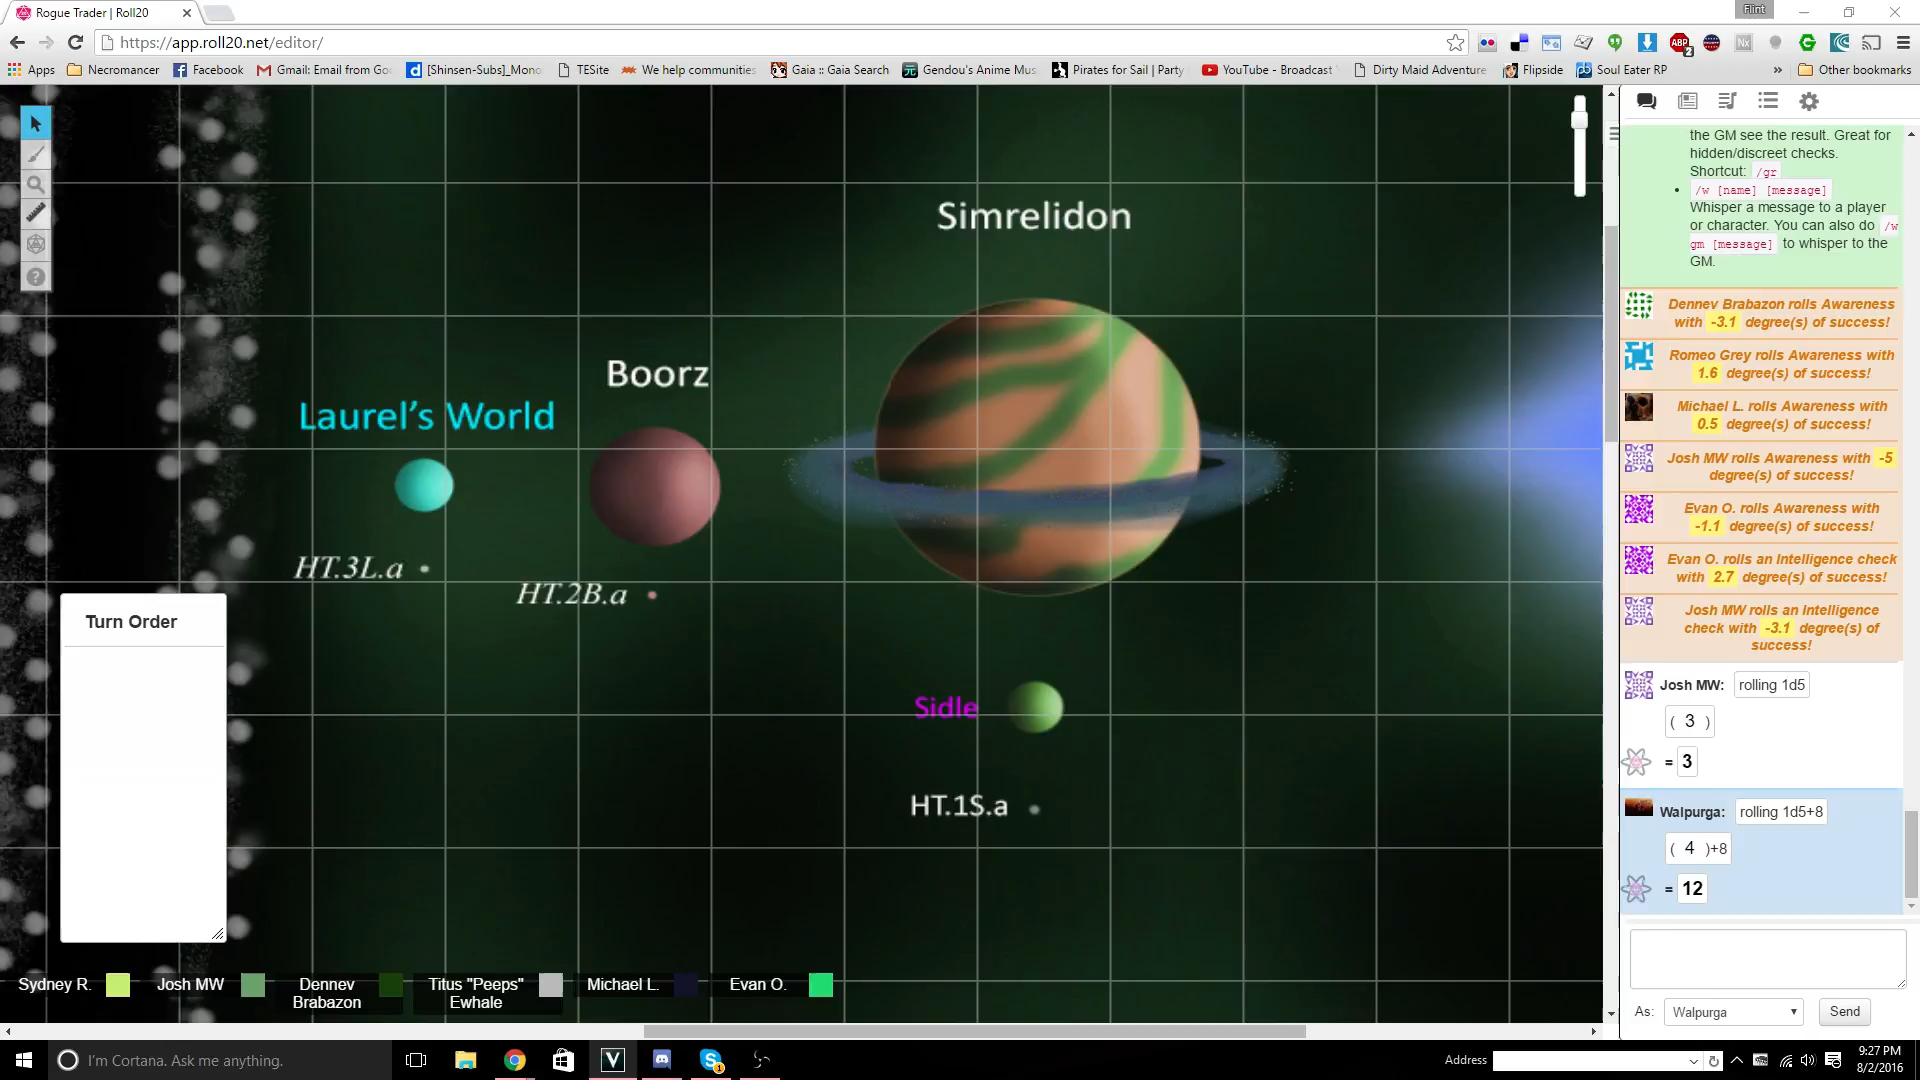 Rogue Trader | Roll20
Flint
https://app.roll20.net/editor/
Apps
Necromancer
Facebook
Gmail: Email from Go
[Shinsen-Subs]_Mono
TESite
We help communities
Gaia :: Gaia Search
Gendou's Anime Mus
Pirates for Sail | Party
YouTube - Broadcast
Dirty Maid Adventure
Flipside
Soul Eater RP
»
Other bookmarks
Simrelidon
Boorz
Laurel's World
HT.3L.a
HT.2B.a
Sidle
HT.1S.a
Turn Order
Sydney R.
Josh MW
Dennev
Brabazon
Titus "Peeps"
Ewhale
Michael L.
Evan O.
the GM see the result. Great for
hidden/discreet checks.
Shortcut: /gr
• /w [name] [message]
Whisper a message to a player
or character. You can also do /w
gm [message] to whisper to the
GM.
Dennev Brabazon rolls Awareness
with -3.1 degree(s) of success!
Romeo Grey rolls Awareness with
1.6 degree(s) of success!
Michael L. rolls Awareness with
0.5 degree(s) of success!
Josh MW rolls Awareness with -5
degree(s) of success!
Evan O. rolls Awareness with
-1.1 degree(s) of success!
Evan O. rolls an Intelligence check
with 2.7 degree(s) of success!
Josh MW rolls an Intelligence
check with -3.1 degree(s) of
success!
Josh MW: rolling 1d5
( 3 )
= 3
Walpurga: rolling 1d5+8
( 4 )+8
= 12
As: Walpurga Send
I'm Cortana. Ask me anything.
Address
9:27 PM
8/2/2016